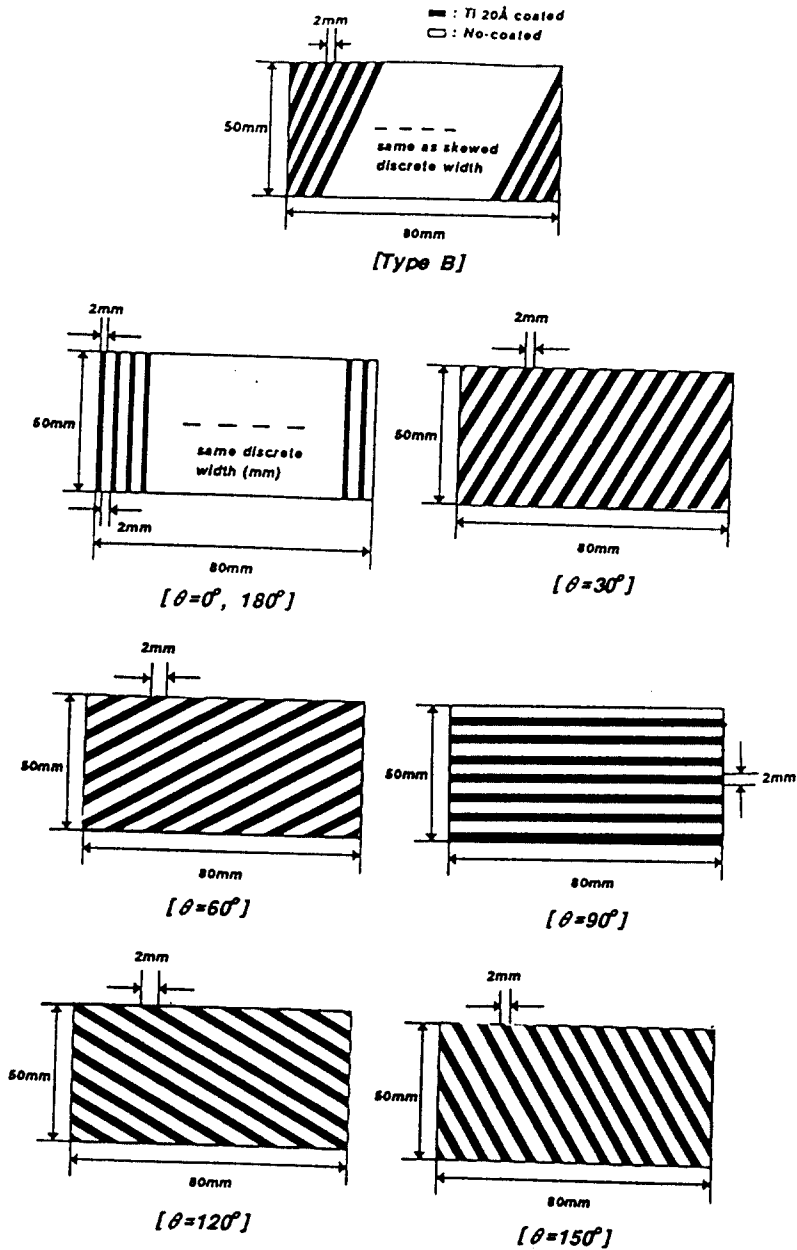 : Ti 20Å coated
: No-coated
2mm
50mm
same as skewed
discrete width
80mm
[Type B]
2mm
50mm
same discrete
width (mm)
2mm
80mm
[θ=0°, 180°]
2mm
50mm
80mm
[θ=30°]
2mm
50mm
80mm
[θ=60°]
50mm
2mm
80mm
[θ=90°]
2mm
50mm
80mm
[θ=120°]
2mm
50mm
80mm
[θ=150°]